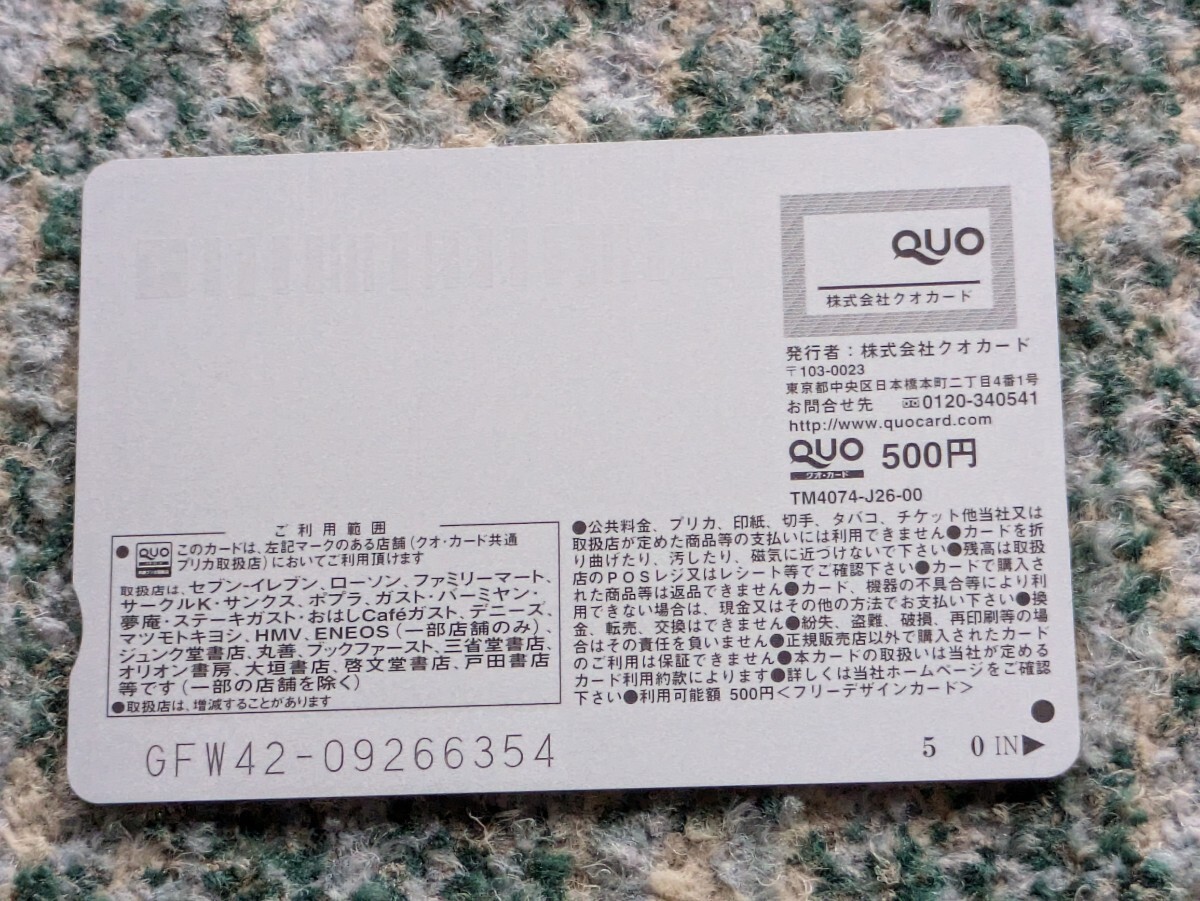 QUO
株式会社クオカード
発行者：株式会社クオカード
〒103-0023
東京都中央区日本橋本町二丁目4番1号
お問合せ先 0120-340541
http://www.quocard.com
QUO 500円
クオ・カード
TM4074-J26-00
ご利用範囲
●
QUO
このカードは、左記マークのある店舗（クオ・カード共通
プリカ取扱店）においてご利用頂けます
取扱店は、セブン-イレブン、ローソン、ファミリーマート、
サークルK・サンクス、ポプラ、ガスト・バーミヤン・
夢庵・ステーキガスト・おはしCaféガスト、デニーズ、
マツモトキヨシ、HMV、ENEOS（一部店舗のみ）、
ジュンク堂書店、丸善、ブックファースト、三省堂書店、
オリオン書房、大垣書店、啓文堂書店、戸田書店
等です（一部の店舗を除く）
●取扱店は、増減することがあります
●公共料金、プリカ、印紙、切手、タバコ、チケット他当社又は
取扱店が定めた商品等の支払いには利用できません●カードを折
り曲げたり、汚したり、磁気に近づけないで下さい●残高は取扱
店のPOSレジ又はレシート等でご確認下さい●カードで購入さ
れた商品等は返品できません●カード、機器の不具合等により利
用できない場合は、現金又はその他の方法でお支払い下さい●換
金、転売、交換はできません●紛失、盗難、破損、再印刷等の場
合はその責任を負いません●正規販売店以外で購入されたカード
のご利用は保証できません●本カードの取扱いは当社が定める
カード利用約款によります●詳しくは当社ホームページをご確認
下さい●利用可能額 500円＜フリーデザインカード＞
GFW42-09266354
5 0 IN▶